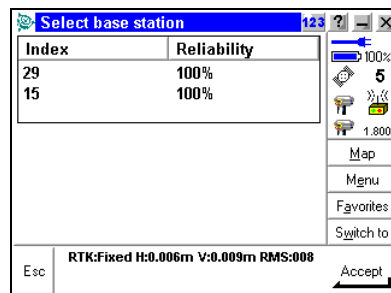 Select base station 123 ? 
Index Reliability
29 100%
15 100%
100%
5
1.800
Map
Menu
Favorites
Switch to
RTK:Fixed H:0.006m V:0.009m RMS:008
Esc Accept